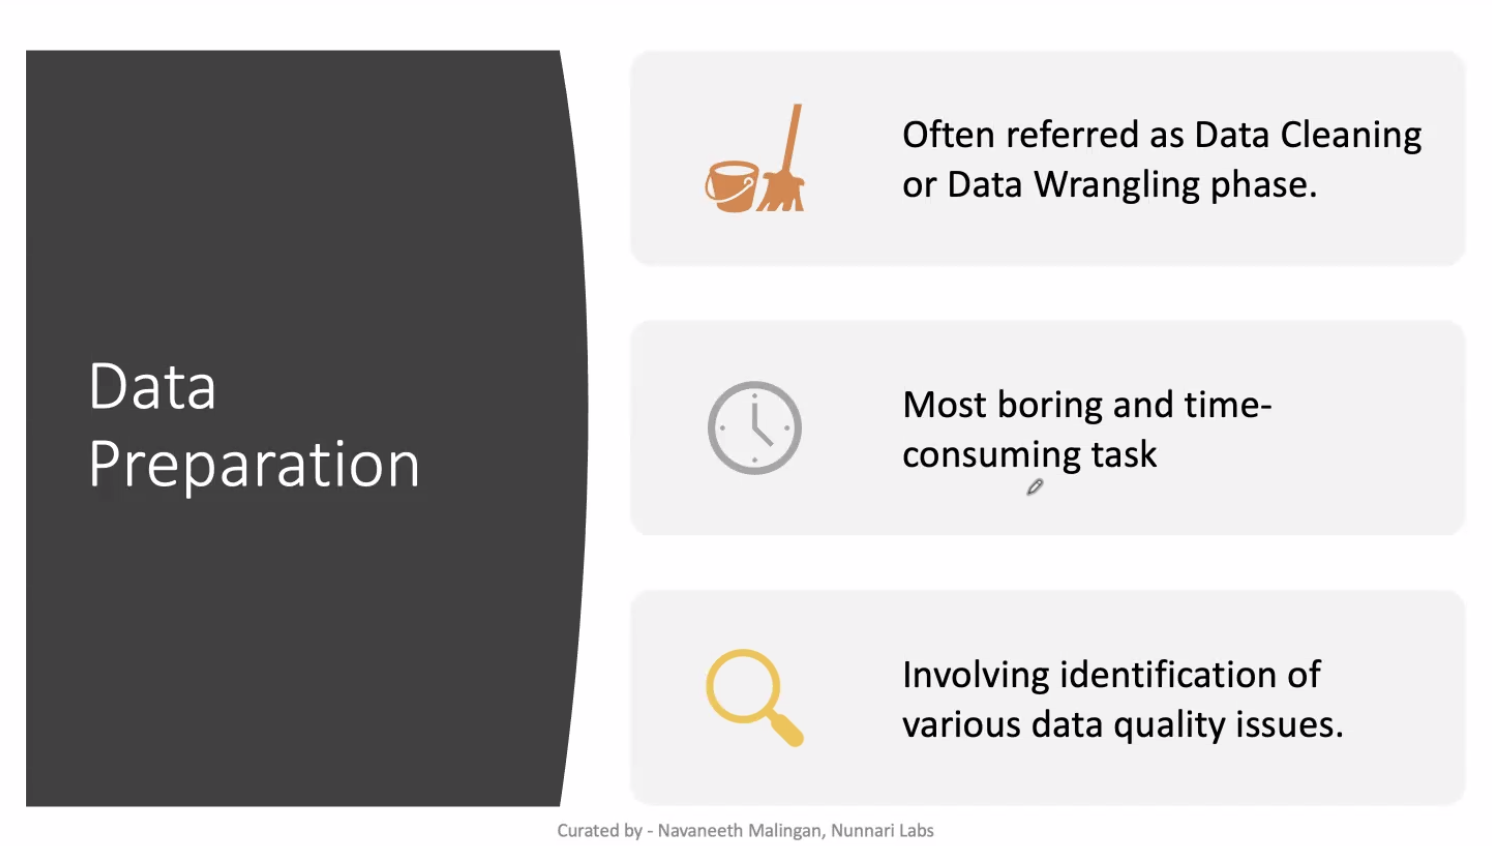 Data
Preparation
Often referred as Data Cleaning
or Data Wrangling phase.
Most boring and time-
consuming task
Involving identification of
various data quality issues.
Curated by - Navaneeth Malingan, Nunnari Labs